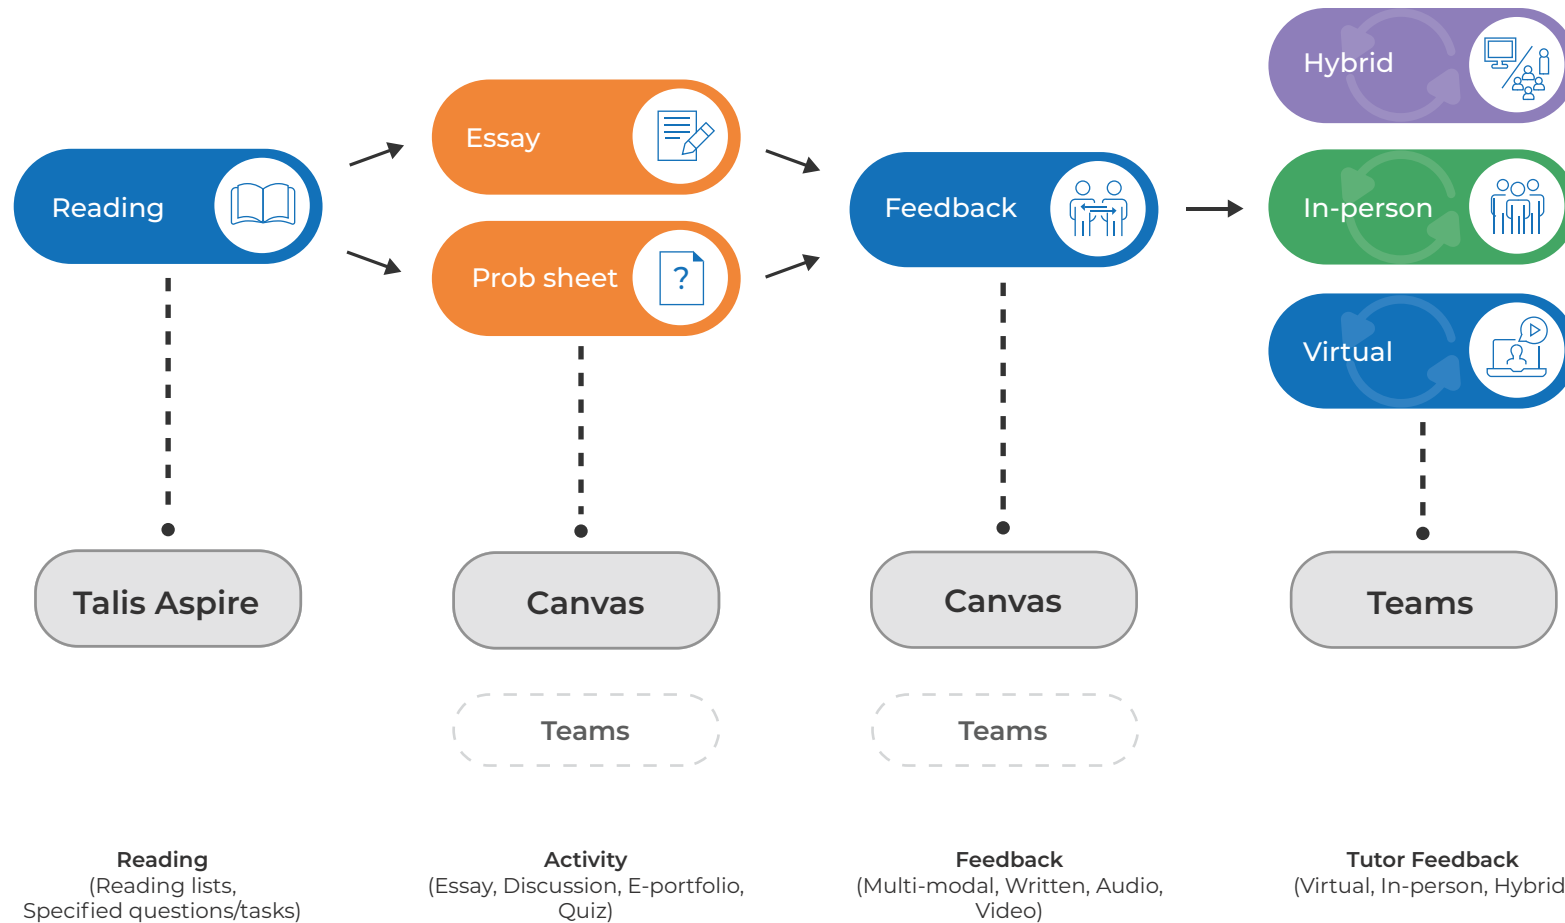 Hybrid
Essay
Reading
Feedback
In-person
Prob sheet
?
Virtual
Talis Aspire
Canvas
Canvas
Teams
Teams
Teams
Reading
(Reading lists,
Specified questions/tasks)
Activity
(Essay, Discussion, E-portfolio,
Quiz)
Feedback
(Multi-modal, Written, Audio,
Video)
Tutor Feedback
(Virtual, In-person, Hybrid